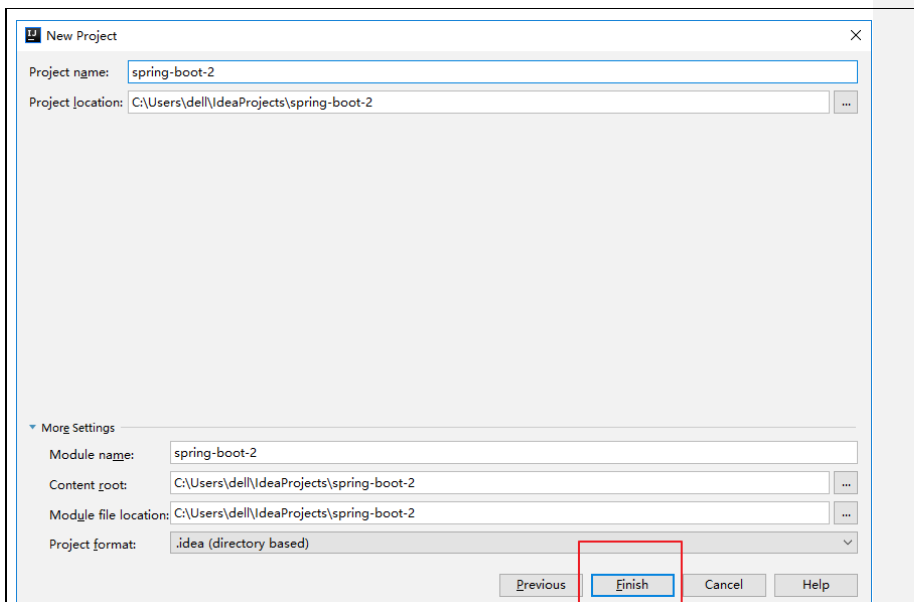 New Project
Project name: spring-boot-2
Project location: C:\Users\dell\IdeaProjects\spring-boot-2 ...
More Settings
Module name: spring-boot-2
Content root: C:\Users\dell\IdeaProjects\spring-boot-2 ...
Module file location: C:\Users\dell\IdeaProjects\spring-boot-2 ...
Project format: .idea (directory based)
Previous Finish Cancel Help